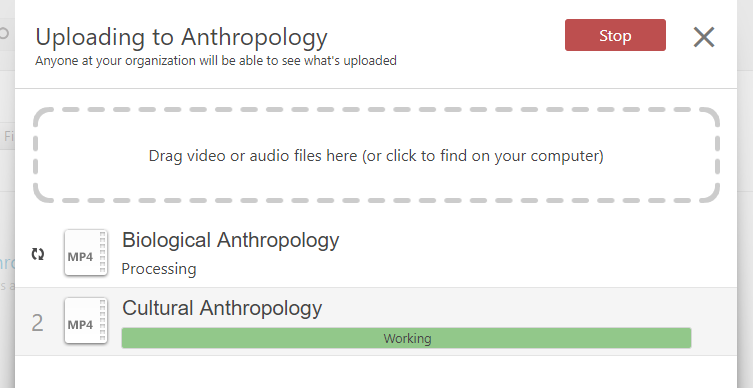 Uploading to Anthropology
Stop
Anyone at your organization will be able to see what's uploaded
Drag video or audio files here (or click to find on your computer)
MP4
Biological Anthropology
Processing
2
MP4
Cultural Anthropology
Working